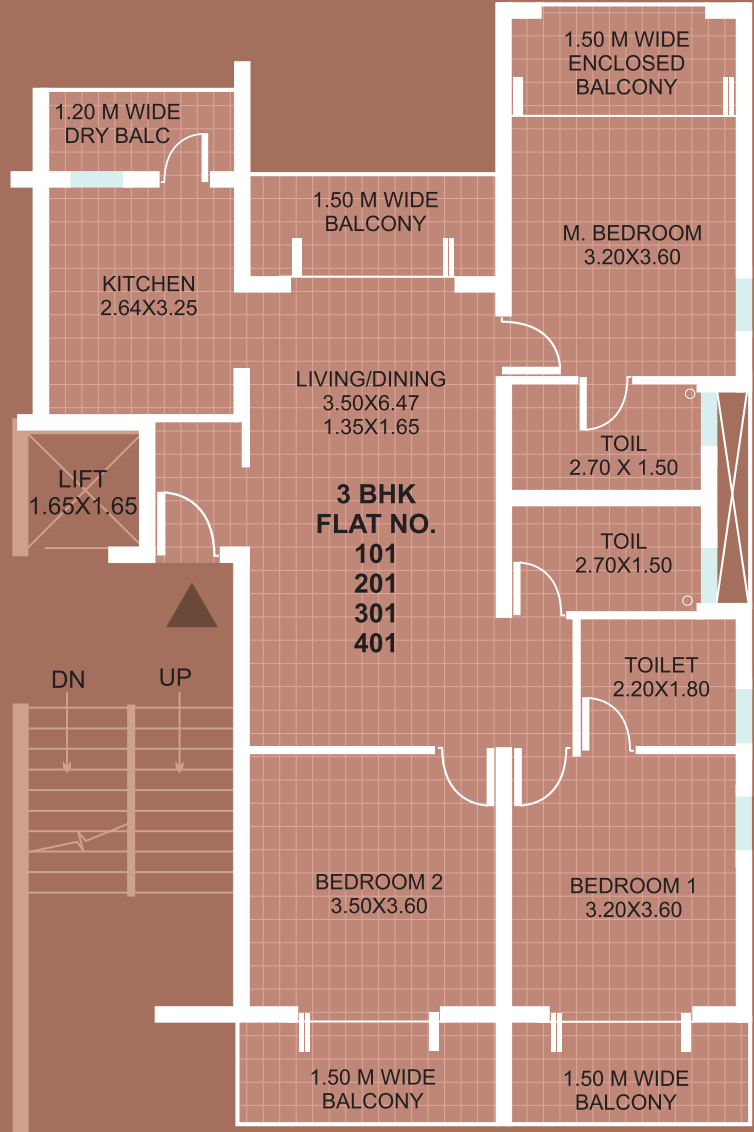 1.50 M WIDE
ENCLOSED
BALCONY
1.20 M WIDE
DRY BALC
1.50 M WIDE
BALCONY
M. BEDROOM
3.20X3.60
KITCHEN
2.64X3.25
LIVING/DINING
3.50X6.47
1.35X1.65
TOIL
2.70 X 1.50
LIFT
1.65X1.65
3 BHK
FLAT NO.
101
201
301
401
TOIL
2.70X1.50
TOILET
2.20X1.80
DN
UP
BEDROOM 2
3.50X3.60
BEDROOM 1
3.20X3.60
1.50 M WIDE
BALCONY
1.50 M WIDE
BALCONY